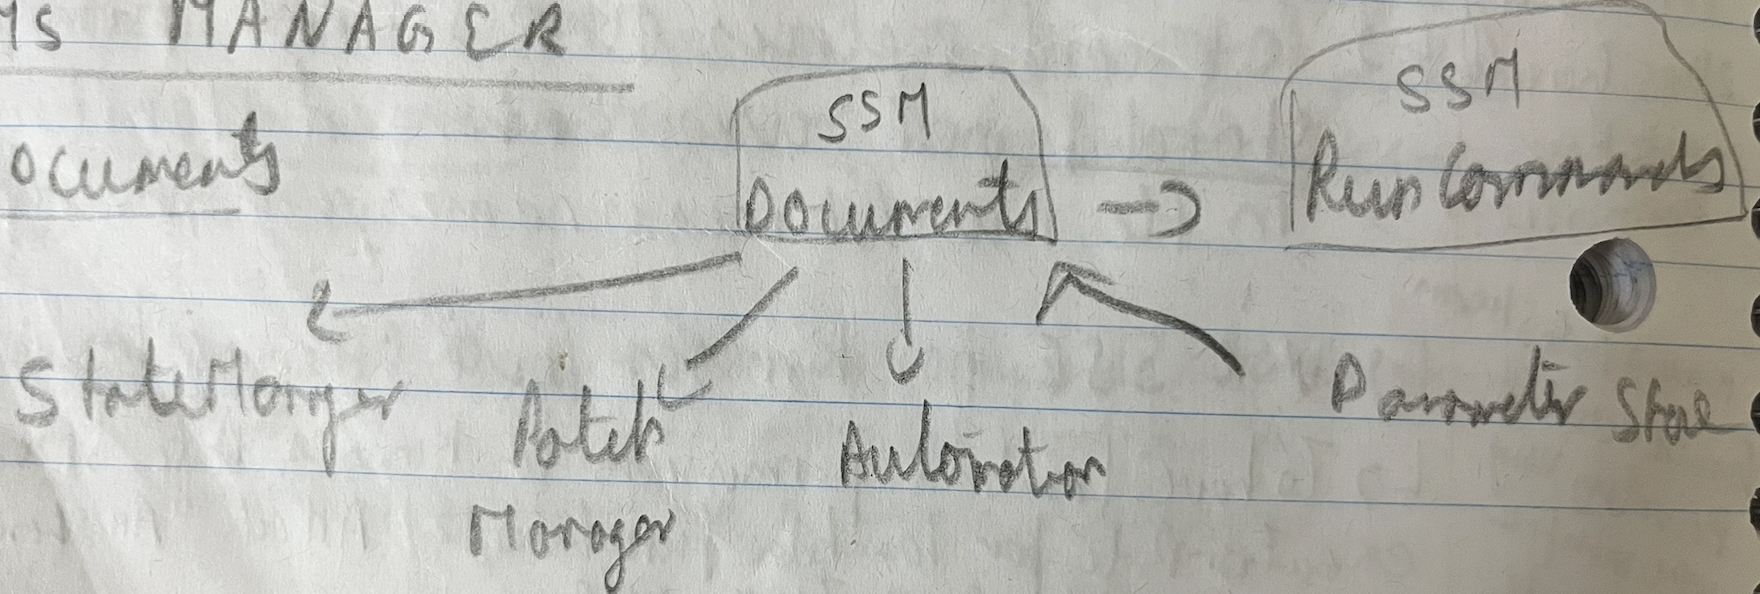 MS MANAGER
ocuments
SSM
Documents
SSM
Run Commands
State Manager
Patch
Manager
Automation
Parameter Store